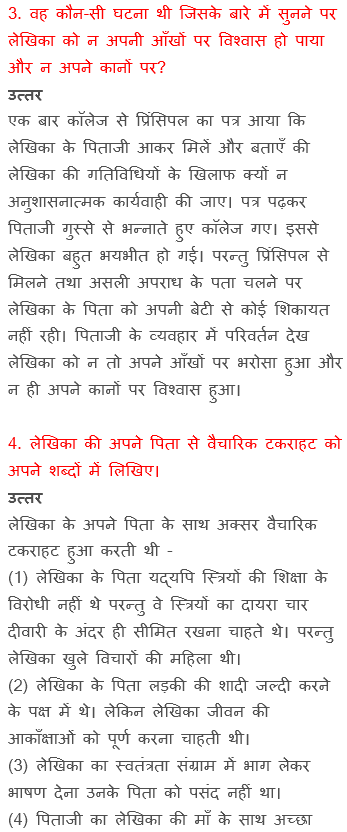 3. वह कौन-सी घटना थी जिसके बारे में सुनने पर
लेखिका को न अपनी आँखों पर विश्वास हो पाया
और न अपने कानों पर?
उत्तर
एक बार कॉलेज से प्रिंसिपल का पत्र आया कि
लेखिका के पिताजी आकर मिलें और बताएँ की
लेखिका की गतिविधियों के खिलाफ क्यों न
अनुशासनात्मक कार्यवाही की जाए। पत्र पढ़कर
पिताजी गुस्से से भन्नाते हुए कॉलेज गए। इससे
लेखिका बहुत भयभीत हो गई। परन्तु प्रिंसिपल से
मिलने तथा असली अपराध के पता चलने पर
लेखिका के पिता को अपनी बेटी से कोई शिकायत
नहीं रही। पिताजी के व्यवहार में परिवर्तन देख
लेखिका को न तो अपने आँखों पर भरोसा हुआ और
न ही अपने कानों पर विश्वास हुआ।
4. लेखिका की अपने पिता से वैचारिक टकराहट को
अपने शब्दों में लिखिए।
उत्तर
लेखिका के अपने पिता के साथ अक्सर वैचारिक
टकराहट हुआ करती थी -
(1) लेखिका के पिता यद्यपि स्त्रियों की शिक्षा के
विरोधी नहीं थे परन्तु वे स्त्रियों का दायरा चार
दीवारी के अंदर ही सीमित रखना चाहते थे। परन्तु
लेखिका खुले विचारों की महिला थी।
(2) लेखिका के पिता लड़की की शादी जल्दी करने
के पक्ष में थे। लेकिन लेखिका जीवन की
आकाँक्षाओं को पूर्ण करना चाहती थी।
(3) लेखिका का स्वतंत्रता संग्राम में भाग लेकर
भाषण देना उनके पिता को पसंद नहीं था।
(4) पिताजी का लेखिका की माँ के साथ अच्छा